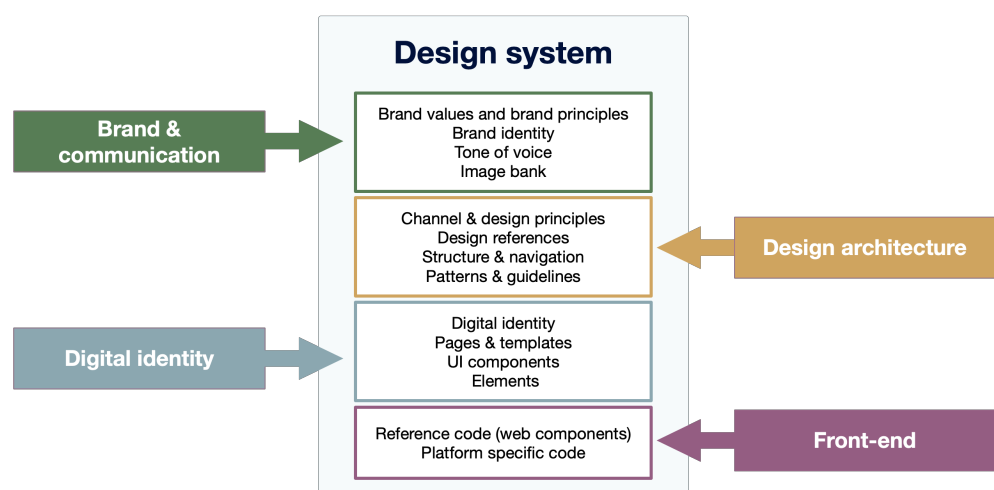 Design system
Brand &
communication
Brand values and brand principles
Brand identity
Tone of voice
Image bank
Channel & design principles
Design references
Structure & navigation
Patterns & guidelines
Design architecture
Digital identity
Digital identity
Pages & templates
UI components
Elements
Reference code (web components)
Platform specific code
Front-end